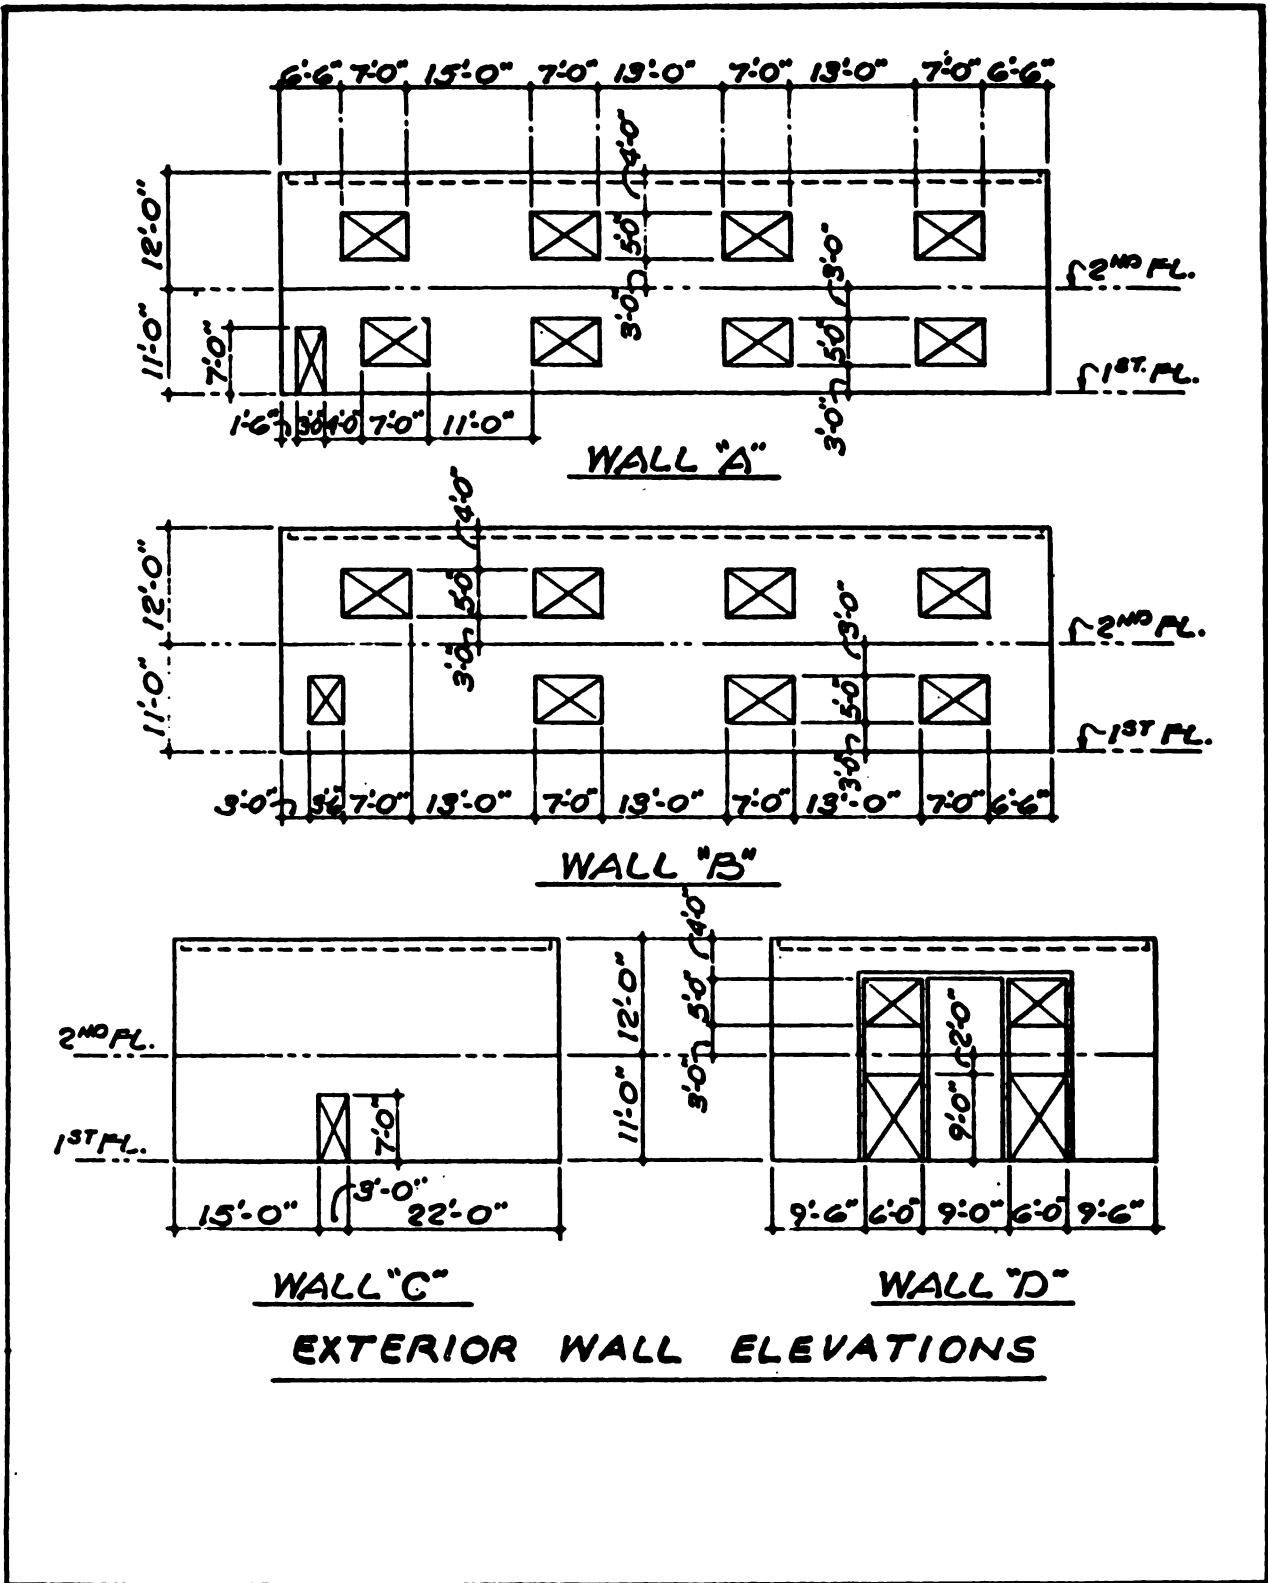 6'-6" 7'-0" 15'-0" 7'-0" 13'-0" 7'-0" 13'-0" 7'-0" 6'-6"
4'-0"
12'-0"
5'-0"
3'-0"
3'-0"
2ND FL.
11'-0"
7'-0"
5'-0"
3'-0"
1ST. FL.
1'-6" 3'-0" 4'-0" 7'-0" 11'-0"
WALL "A"
4'-0"
12'-0"
5'-0"
3'-0"
3'-0"
2ND FL.
11'-0"
5'-0"
3'-0"
1ST FL.
3'-0" 3'-6" 7'-0" 13'-0" 7'-0" 13'-0" 7'-0" 13'-0" 7'-0" 6'-6"
WALL "B"
4'-0"
12'-0"
5'-0"
2ND FL.
3'-0"
2'-0"
11'-0"
9'-0"
7'-0"
1ST FL.
15'-0" 3'-0" 22'-0"
9'-6" 6'-0" 9'-0" 6'-0" 9'-6"
WALL "C"
WALL "D"
EXTERIOR WALL ELEVATIONS